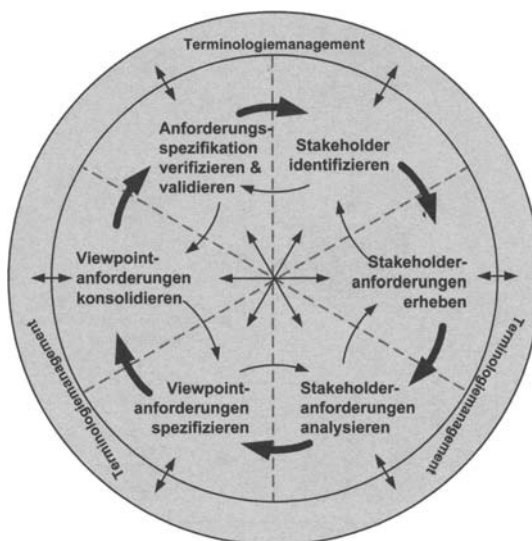 Terminologiemanagement
Anforderungs-
spezifikation
verifizieren &
validieren
Stakeholder
identifizieren
Viewpoint-
anforderungen
konsolidieren
Stakeholder-
anforderungen
erheben
Viewpoint-
anforderungen
spezifizieren
Stakeholder-
anforderungen
analysieren
Terminologiemanagement
Terminologiemanagement